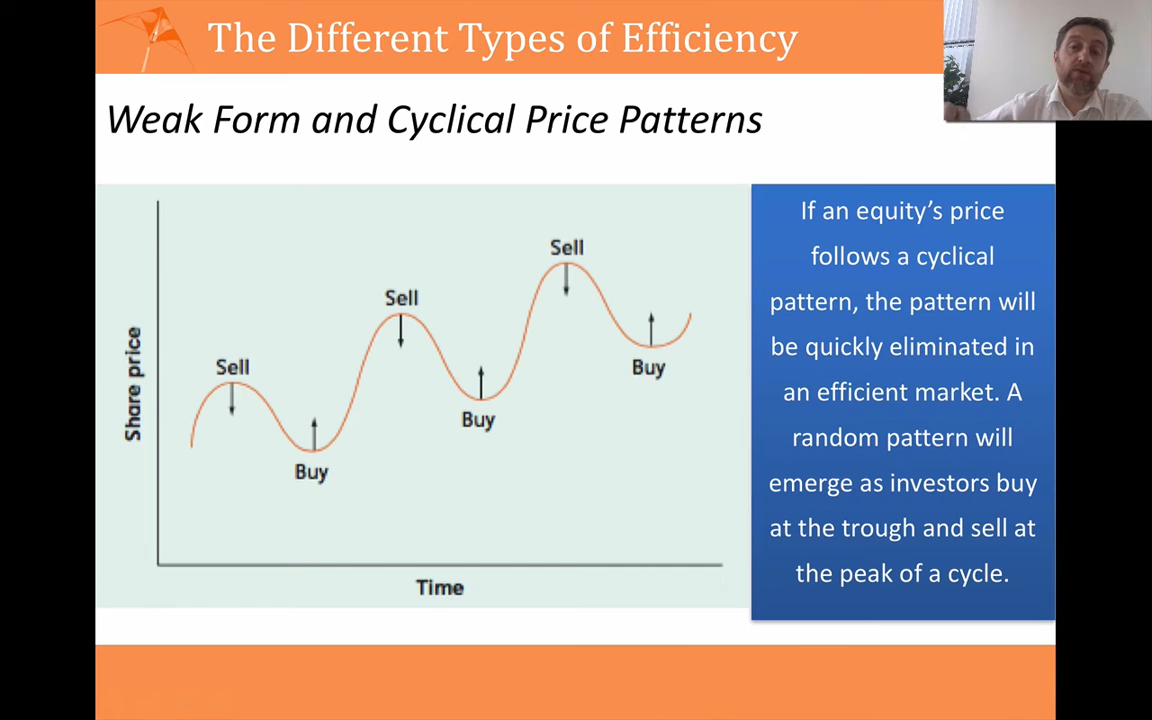 The Different Types of Efficiency
Weak Form and Cyclical Price Patterns
Share price
Sell
Buy
Sell
Buy
Sell
Buy
Time
If an equity’s price
follows a cyclical
pattern, the pattern will
be quickly eliminated in
an efficient market. A
random pattern will
emerge as investors buy
at the trough and sell at
the peak of a cycle.